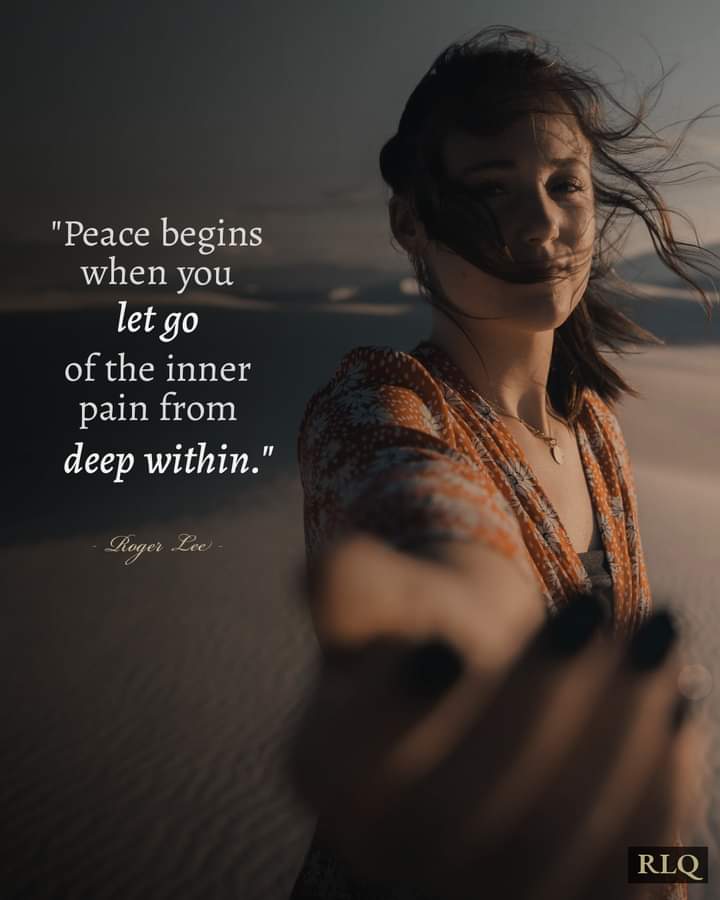 "Peace begins
when you
let go
of the inner
pain from
deep within."
- Roger Lee -
RLQ